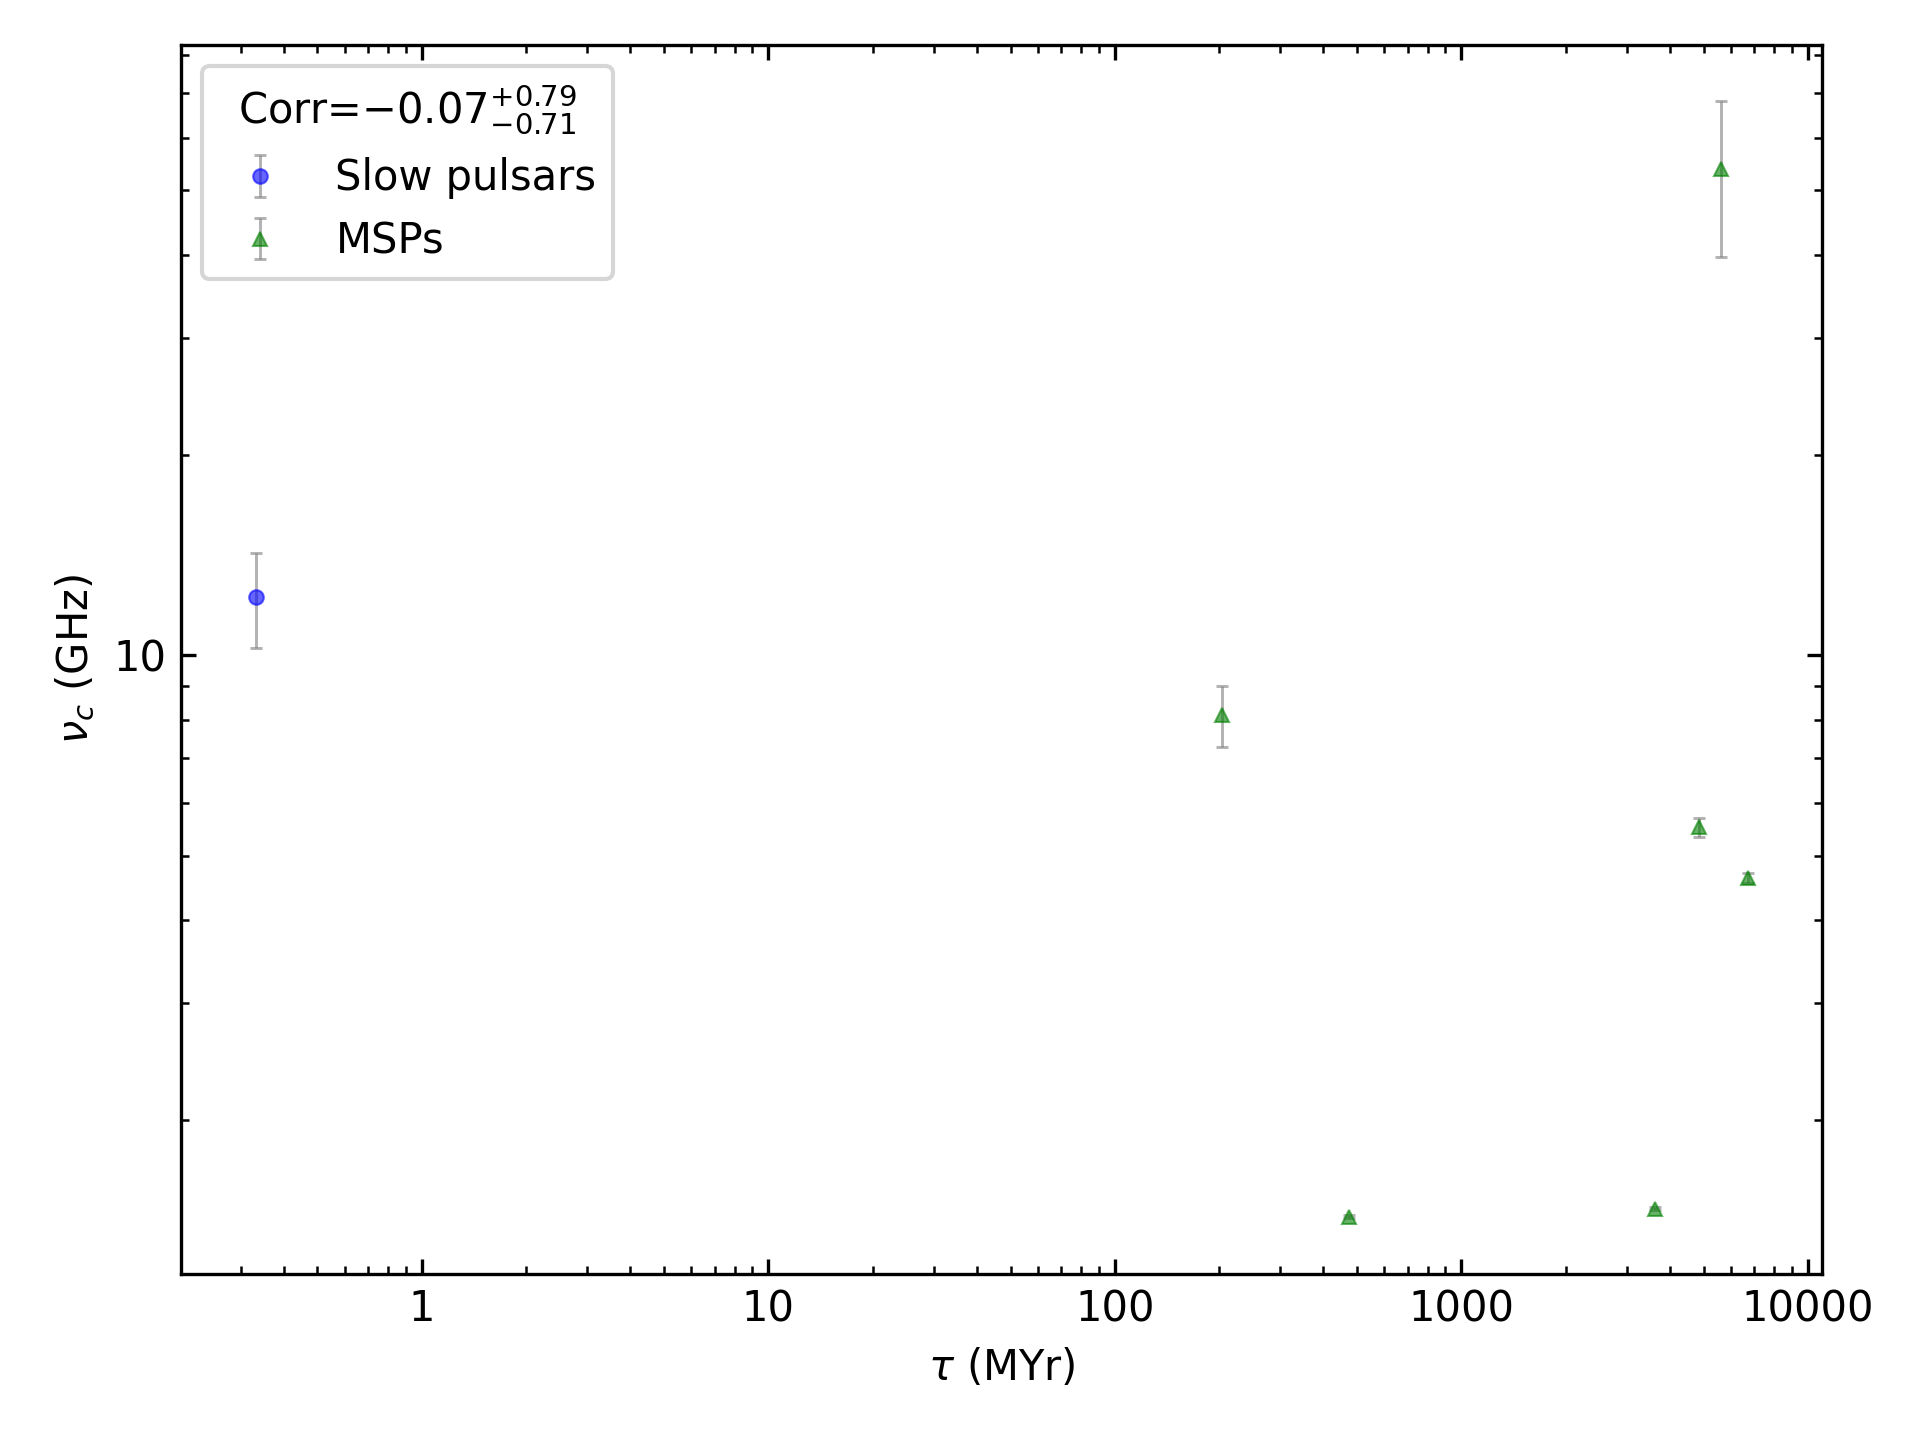 Corr=−0.07+0.79−0.71
Slow pulsars
MSPs
νc (GHz)
10
1 10 100 1000 10000
τ (MYr)